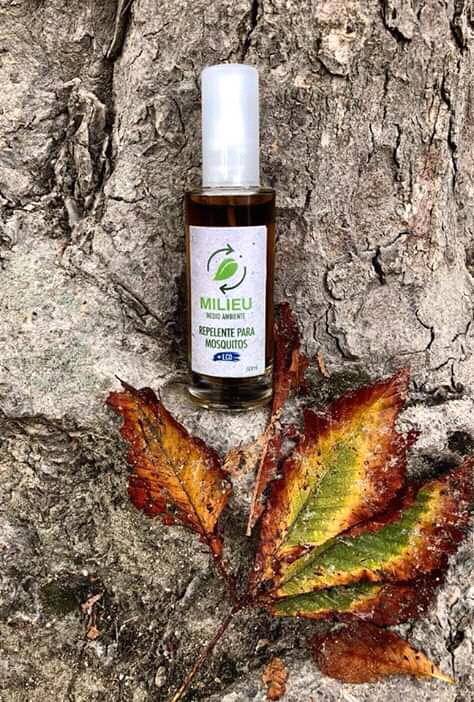 MILIEU
MEDIO AMBIENTE
REPELENTE PARA
MOSQUITOS
+ ECO